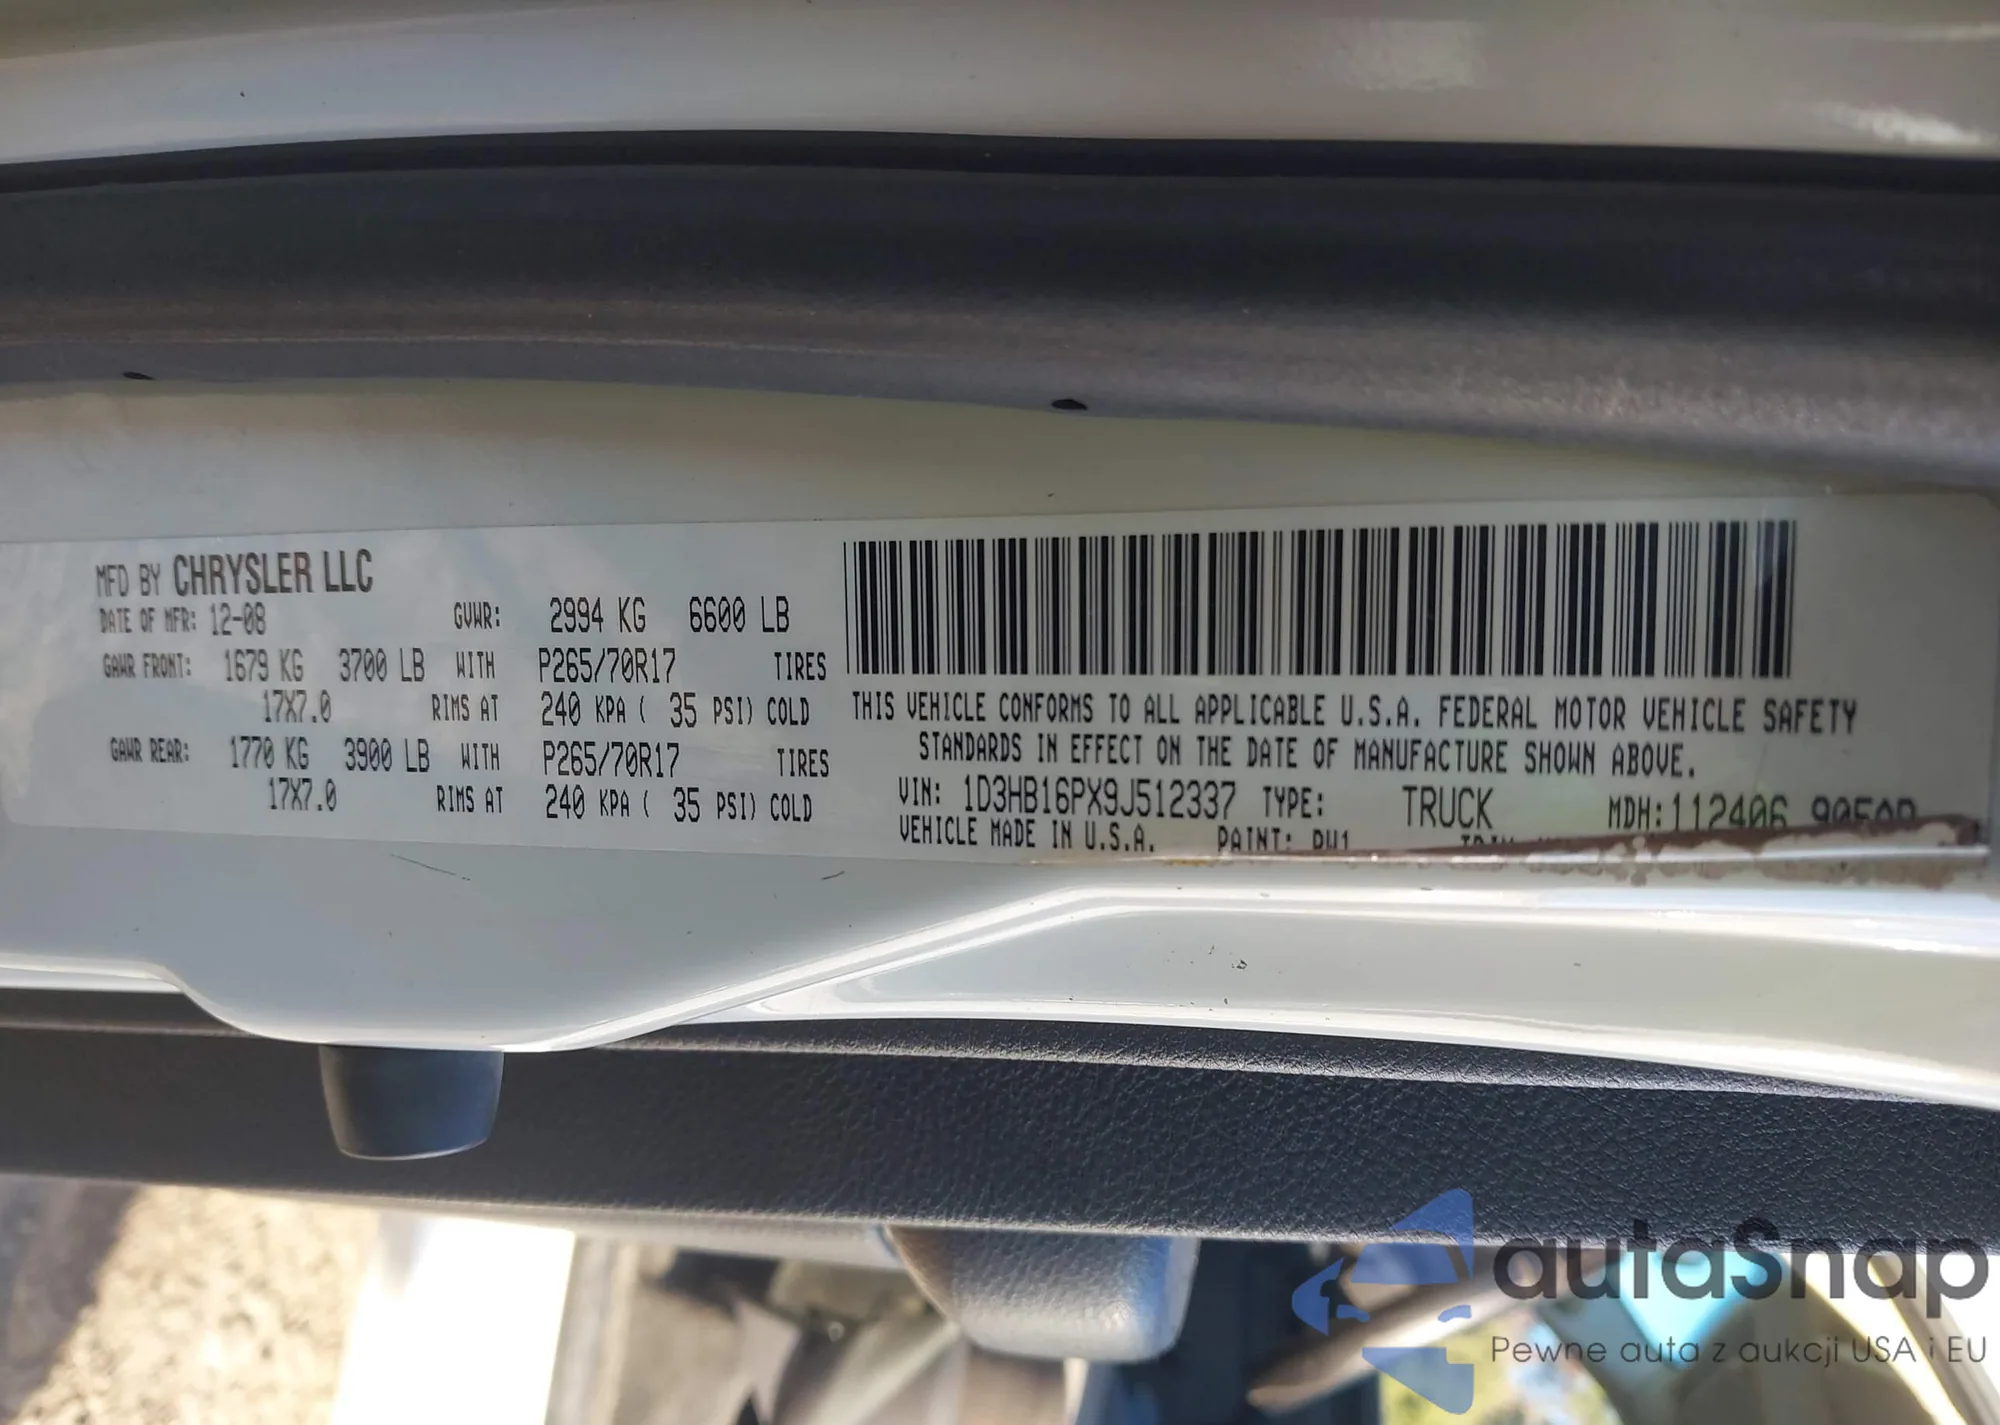 MFD BY CHRYSLER LLC
DATE OF MFR: 12-08 GVWR: 2994 KG 6600 LB
GAWR FRONT: 1679 KG 3700 LB WITH P265/70R17 TIRES
17X7.0 RIMS AT 240 KPA ( 35 PSI) COLD
GAWR REAR: 1770 KG 3900 LB WITH P265/70R17 TIRES
17X7.0 RIMS AT 240 KPA ( 35 PSI) COLD
THIS VEHICLE CONFORMS TO ALL APPLICABLE U.S.A. FEDERAL MOTOR VEHICLE SAFETY
STANDARDS IN EFFECT ON THE DATE OF MANUFACTURE SHOWN ABOVE.
VIN: 1D3HB16PX9J512337 TYPE: TRUCK MDH: 112406
VEHICLE MADE IN U.S.A. PAINT: PW1
autaSnap
Pewne auta z aukcji USA i EU